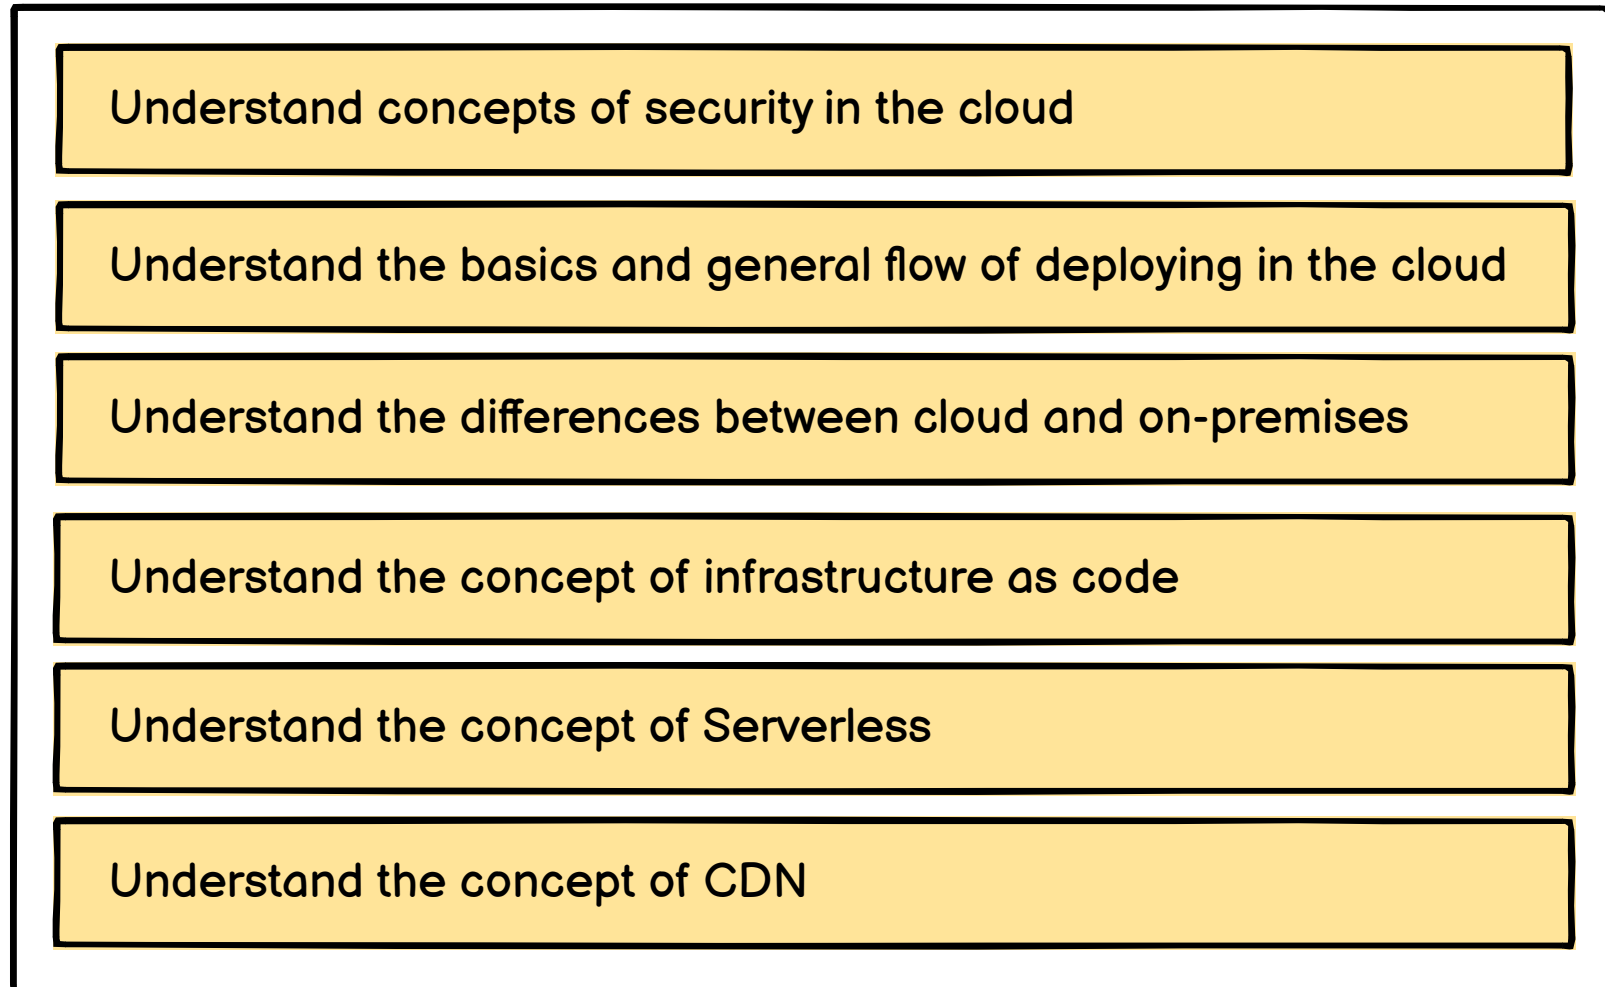 Understand concepts of security in the cloud
Understand the basics and general flow of deploying in the cloud
Understand the differences between cloud and on-premises
Understand the concept of infrastructure as code
Understand the concept of Serverless
Understand the concept of CDN